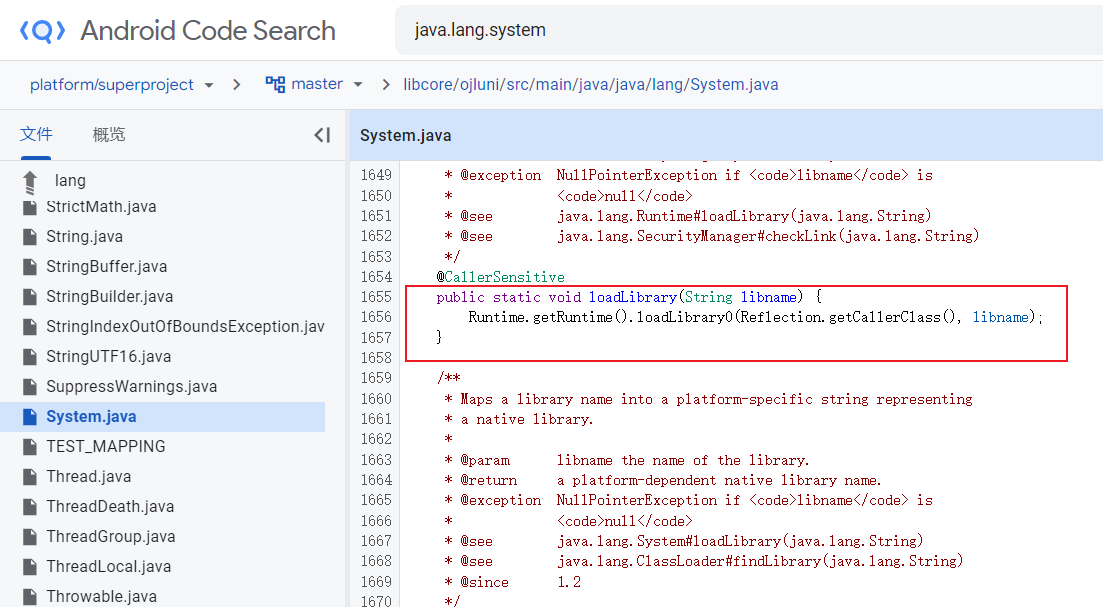 Android Code Search
java.lang.system
platform/superproject
master
libcore/ojluni/src/main/java/java/lang/System.java
文件
概览
System.java
lang
StrictMath.java
String.java
StringBuffer.java
StringBuilder.java
StringIndexOutOfBoundsException.jav
StringUTF16.java
SuppressWarnings.java
System.java
TEST_MAPPING
Thread.java
ThreadDeath.java
ThreadGroup.java
ThreadLocal.java
Throwable.java
1649 * @exception NullPointerException if <code>libname</code> is
1650 * <code>null</code>
1651 * @see java.lang.Runtime#loadLibrary(java.lang.String)
1652 * @see java.lang.SecurityManager#checkLink(java.lang.String)
1653 */
1654 @CallerSensitive
1655 public static void loadLibrary(String libname) {
1656 Runtime.getRuntime().loadLibrary0(Reflection.getCallerClass(), libname);
1657 }
1658
1659 /**
1660 * Maps a library name into a platform-specific string representing
1661 * a native library.
1662 *
1663 * @param libname the name of the library.
1664 * @return a platform-dependent native library name.
1665 * @exception NullPointerException if <code>libname</code> is
1666 * <code>null</code>
1667 * @see java.lang.System#loadLibrary(java.lang.String)
1668 * @see java.lang.ClassLoader#findLibrary(java.lang.String)
1669 * @since 1.2
1670 */